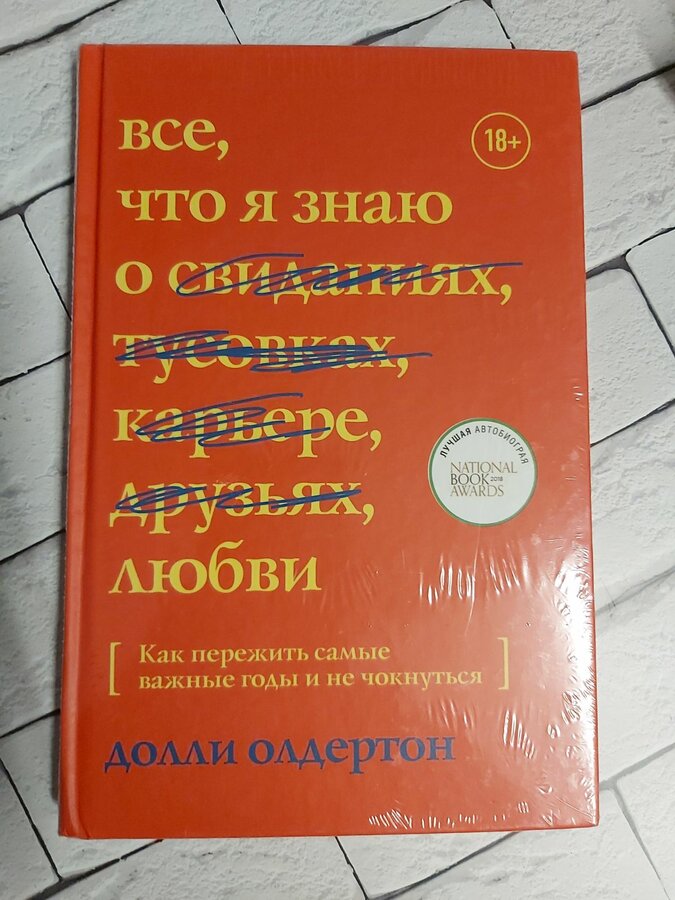 все,
18+
что я знаю
о свиданиях,
тусовках,
карьере,
друзьях,
любви
ЛУЧШАЯ АВТОБИОГРАФИЯ
NATIONAL
BOOK 2018
AWARDS
[ Как пережить самые
важные годы и не чокнуться ]
долли олдертон